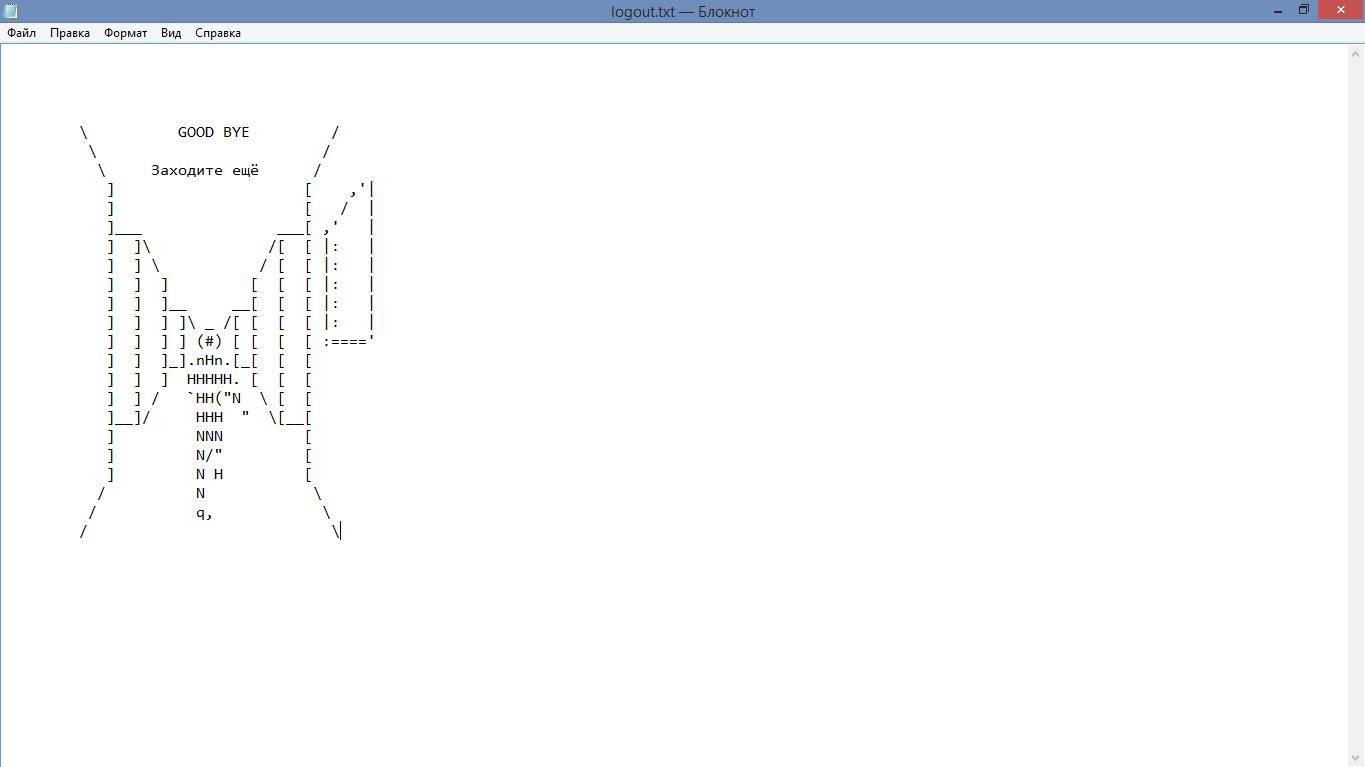 logout.txt — Блокнот
Файл Правка Формат Вид Справка
\          GOOD BYE         /
 \                         /
  \     Заходите ещё      /
   ]                     [    ,'|
   ]                     [   /  |
   ]___               ___[ ,'   |
   ]  ]\             /[  [ |:   |
   ]  ] \           / [  [ |:   |
   ]  ]  ]         [  [  [ |:   |
   ]  ]  ]__     __[  [  [ |:   |
   ]  ]  ] ]\ _ /[ [  [  [ |:   |
   ]  ]  ] ] (#) [ [  [  [ :===='
   ]  ]  ]_].nHn.[_[  [  [
   ]  ]  ]  HHHHH. [  [  [
   ]  ] /   `HH("N  \ [  [
   ]__]/     HHH  "  \[__[
   ]         NNN         [
   ]         N/"         [
   ]         N H         [
  /          N            \
 /           q,            \
/                           \